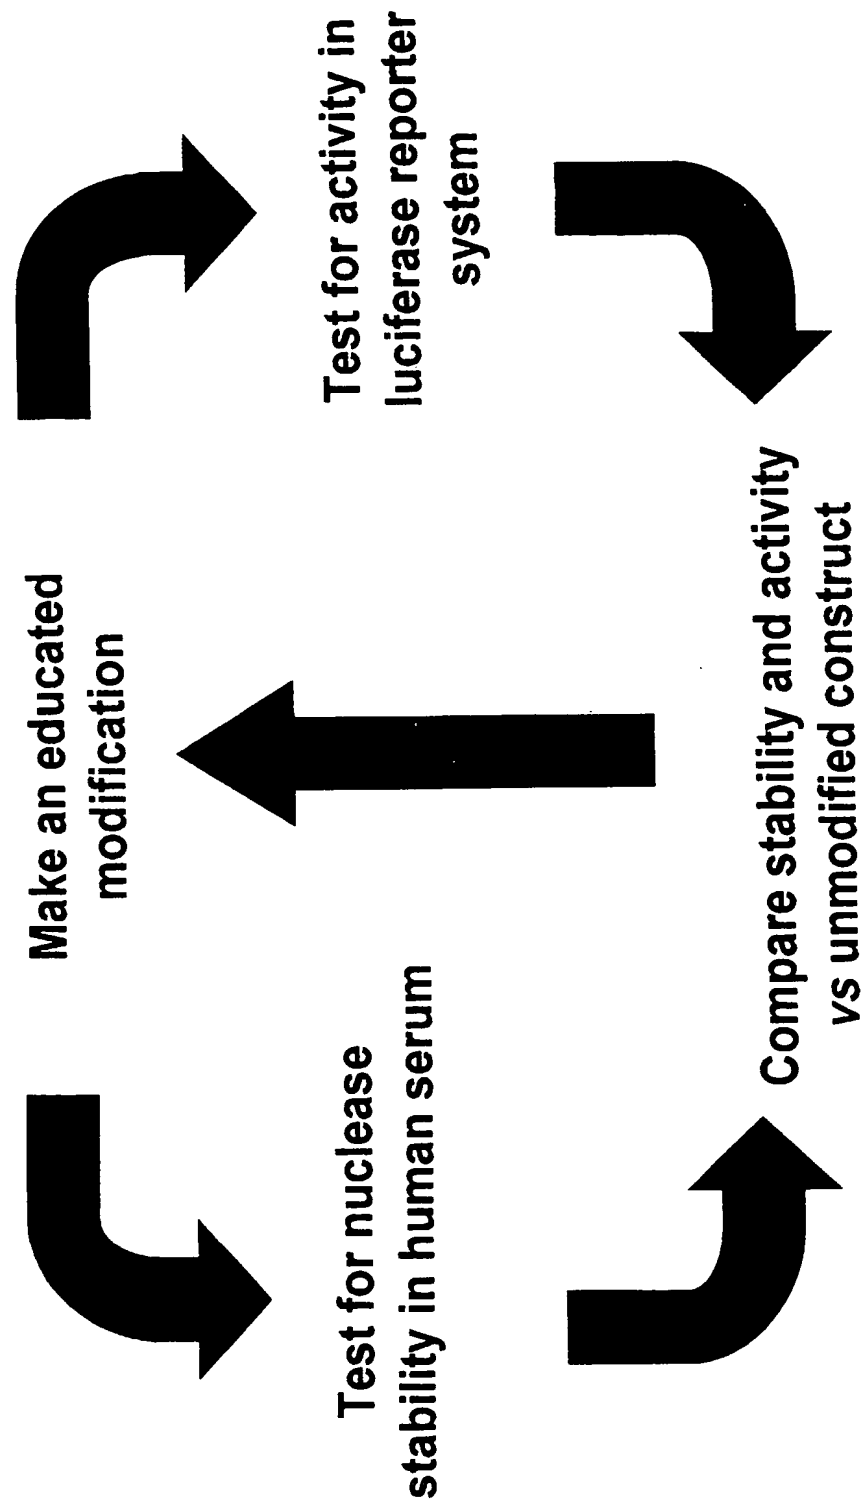 Make an educated
modification
Test for nuclease
stability in human serum
Test for activity in
luciferase reporter
system
Compare stability and activity
vs unmodified construct